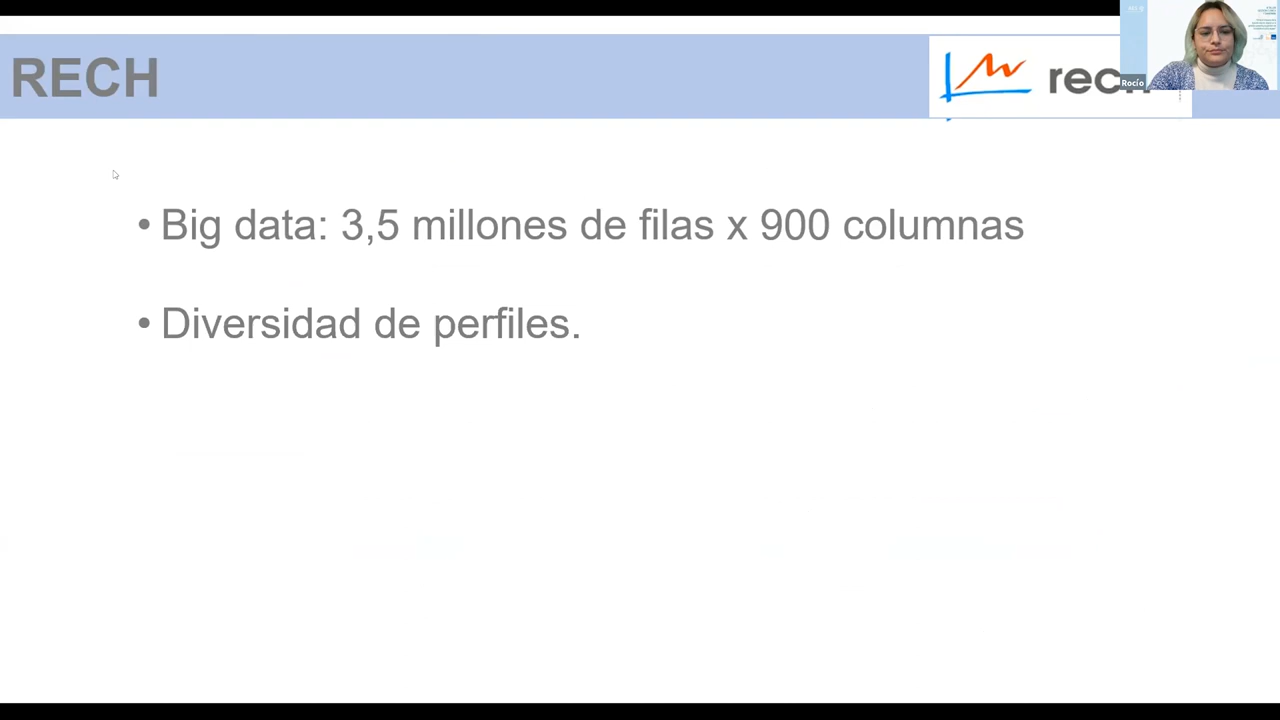 RECH
rech
Rocío
• Big data: 3,5 millones de filas x 900 columnas
• Diversidad de perfiles.